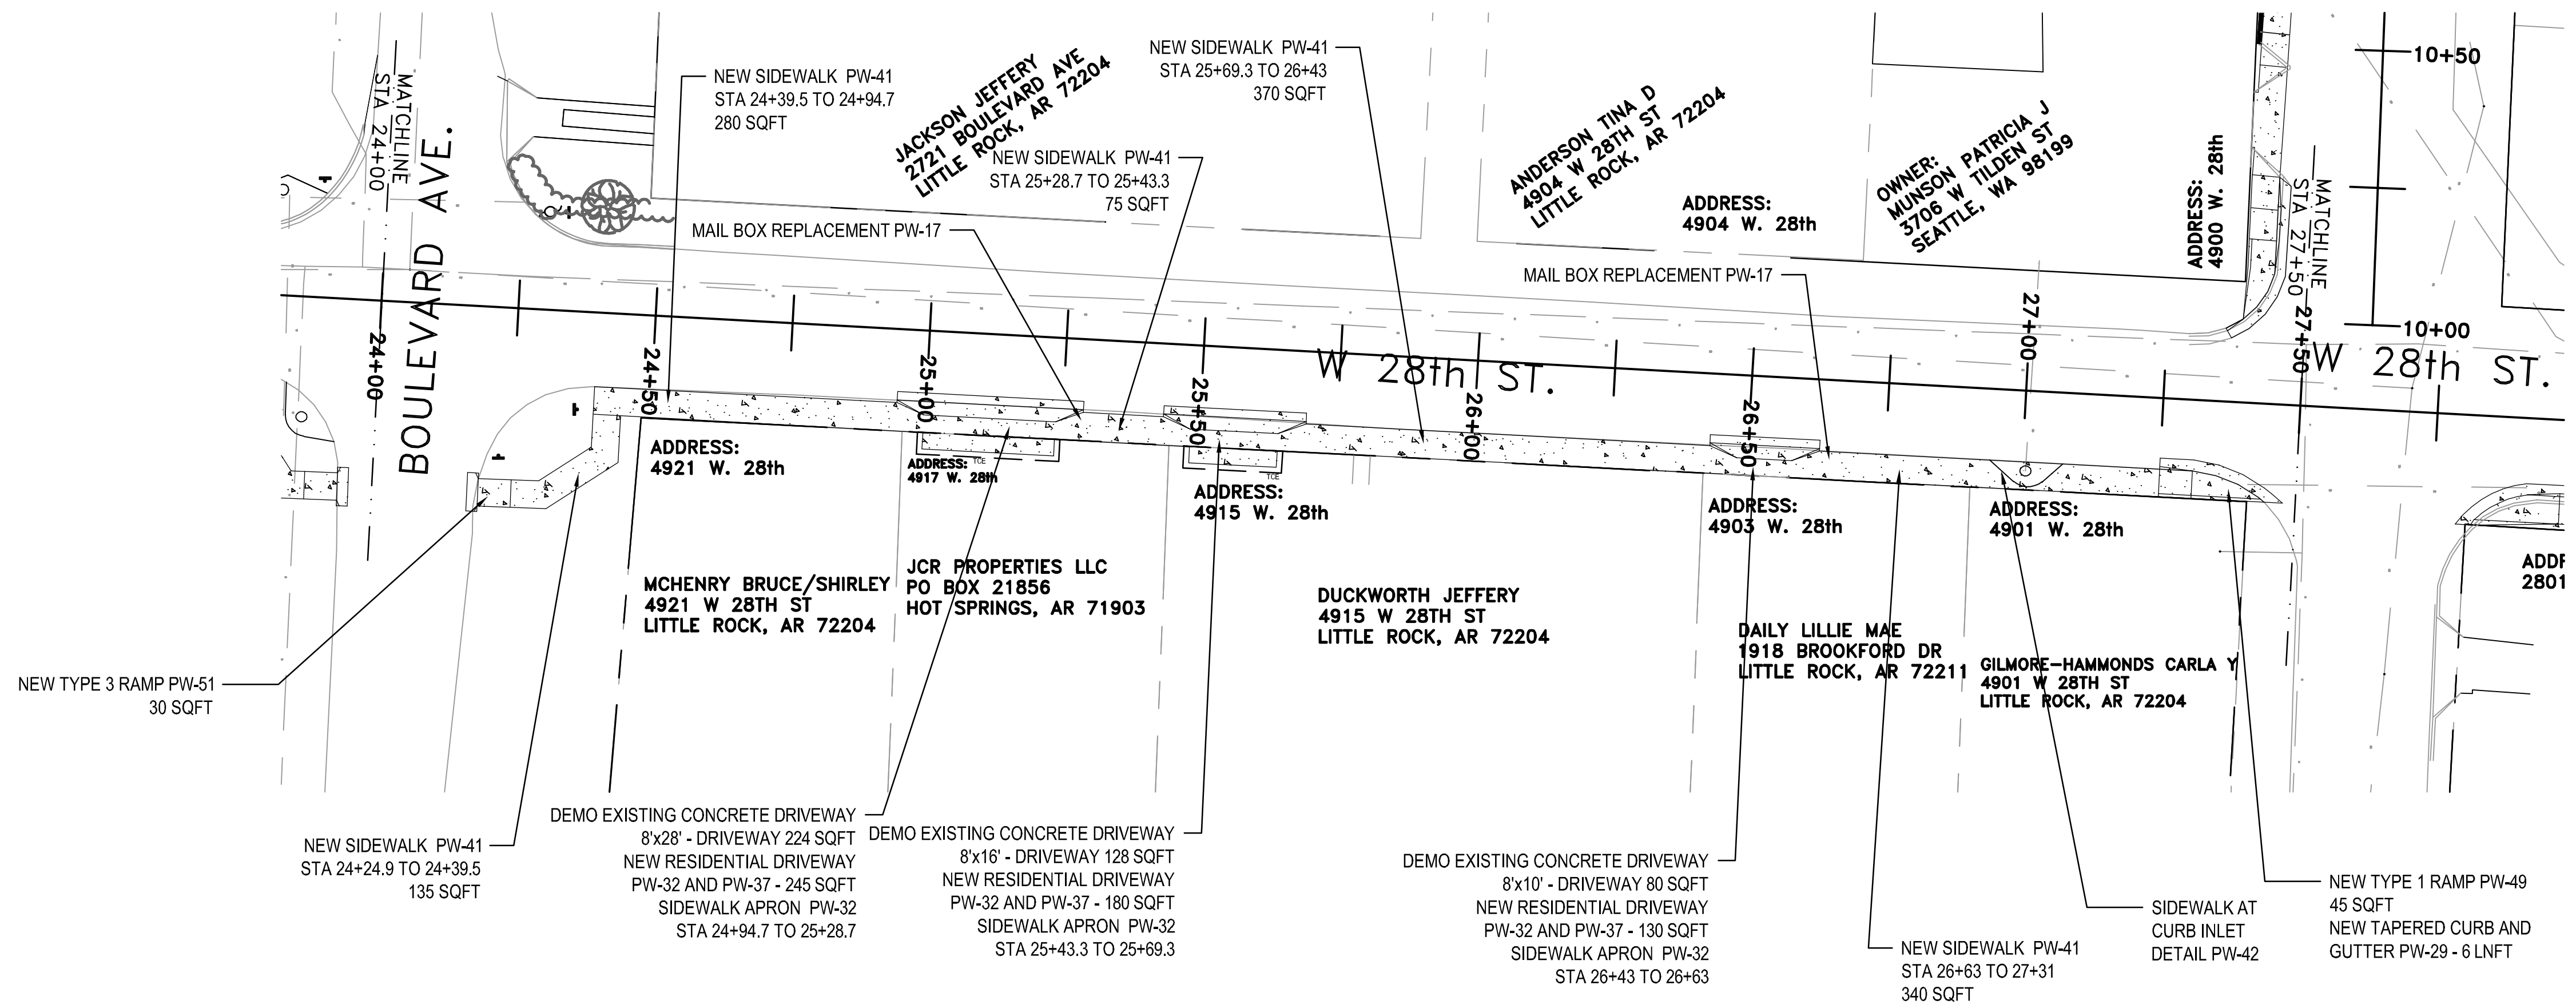 MATCHLINE
STA 24+00
BOULEVARD AVE.
NEW SIDEWALK PW-41
STA 24+39.5 TO 24+94.7
280 SQFT
JACKSON JEFFERY
2721 BOULEVARD AVE
LITTLE ROCK, AR 72204
NEW SIDEWALK PW-41
STA 25+69.3 TO 26+43
370 SQFT
NEW SIDEWALK PW-41
STA 25+28.7 TO 25+43.3
75 SQFT
MAIL BOX REPLACEMENT PW-17
ANDERSON TINA D
4904 W 28TH ST
LITTLE ROCK, AR 72204
ADDRESS:
4904 W. 28th
OWNER:
MUNSON PATRICIA J
3706 W TILDEN ST
SEATTLE, WA 98199
MAIL BOX REPLACEMENT PW-17
ADDRESS:
4900 W. 28th
MATCHLINE
STA 27+50
10+50
10+00
24+00
24+50
25+00
25+50
26+00
26+50
27+00
27+50
W 28th ST.
W 28th ST.
ADDRESS:
4921 W. 28th
ADDRESS:
4917 W. 28th
TCE
ADDRESS:
4915 W. 28th
TCE
ADDRESS:
4903 W. 28th
ADDRESS:
4901 W. 28th
2801
MCHENRY BRUCE/SHIRLEY
4921 W 28TH ST
LITTLE ROCK, AR 72204
JCR PROPERTIES LLC
PO BOX 21856
HOT SPRINGS, AR 71903
DUCKWORTH JEFFERY
4915 W 28TH ST
LITTLE ROCK, AR 72204
DAILY LILLIE MAE
1918 BROOKFORD DR
LITTLE ROCK, AR 72211
GILMORE-HAMMONDS CARLA Y
4901 W 28TH ST
LITTLE ROCK, AR 72204
NEW TYPE 3 RAMP PW-51
30 SQFT
NEW SIDEWALK PW-41
STA 24+24.9 TO 24+39.5
135 SQFT
DEMO EXISTING CONCRETE DRIVEWAY
8'x28' - DRIVEWAY 224 SQFT
NEW RESIDENTIAL DRIVEWAY
PW-32 AND PW-37 - 245 SQFT
SIDEWALK APRON PW-32
STA 24+94.7 TO 25+28.7
DEMO EXISTING CONCRETE DRIVEWAY
8'x16' - DRIVEWAY 128 SQFT
NEW RESIDENTIAL DRIVEWAY
PW-32 AND PW-37 - 180 SQFT
SIDEWALK APRON PW-32
STA 25+43.3 TO 25+69.3
DEMO EXISTING CONCRETE DRIVEWAY
8'x10' - DRIVEWAY 80 SQFT
NEW RESIDENTIAL DRIVEWAY
PW-32 AND PW-37 - 130 SQFT
SIDEWALK APRON PW-32
STA 26+43 TO 26+63
NEW SIDEWALK PW-41
STA 26+63 TO 27+31
340 SQFT
SIDEWALK AT
CURB INLET
DETAIL PW-42
NEW TYPE 1 RAMP PW-49
45 SQFT
NEW TAPERED CURB AND
GUTTER PW-29 - 6 LNFT